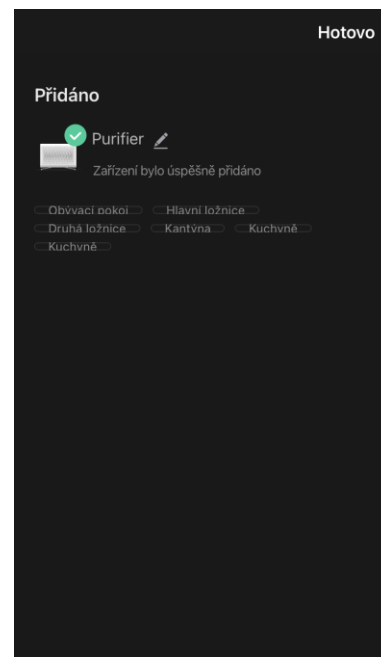 Hotovo
Přidáno
Purifier
Zařízení bylo úspěšně přidáno
Obývací pokoj Hlavní ložnice
Druhá ložnice Kantýna Kuchyně
Kuchyně